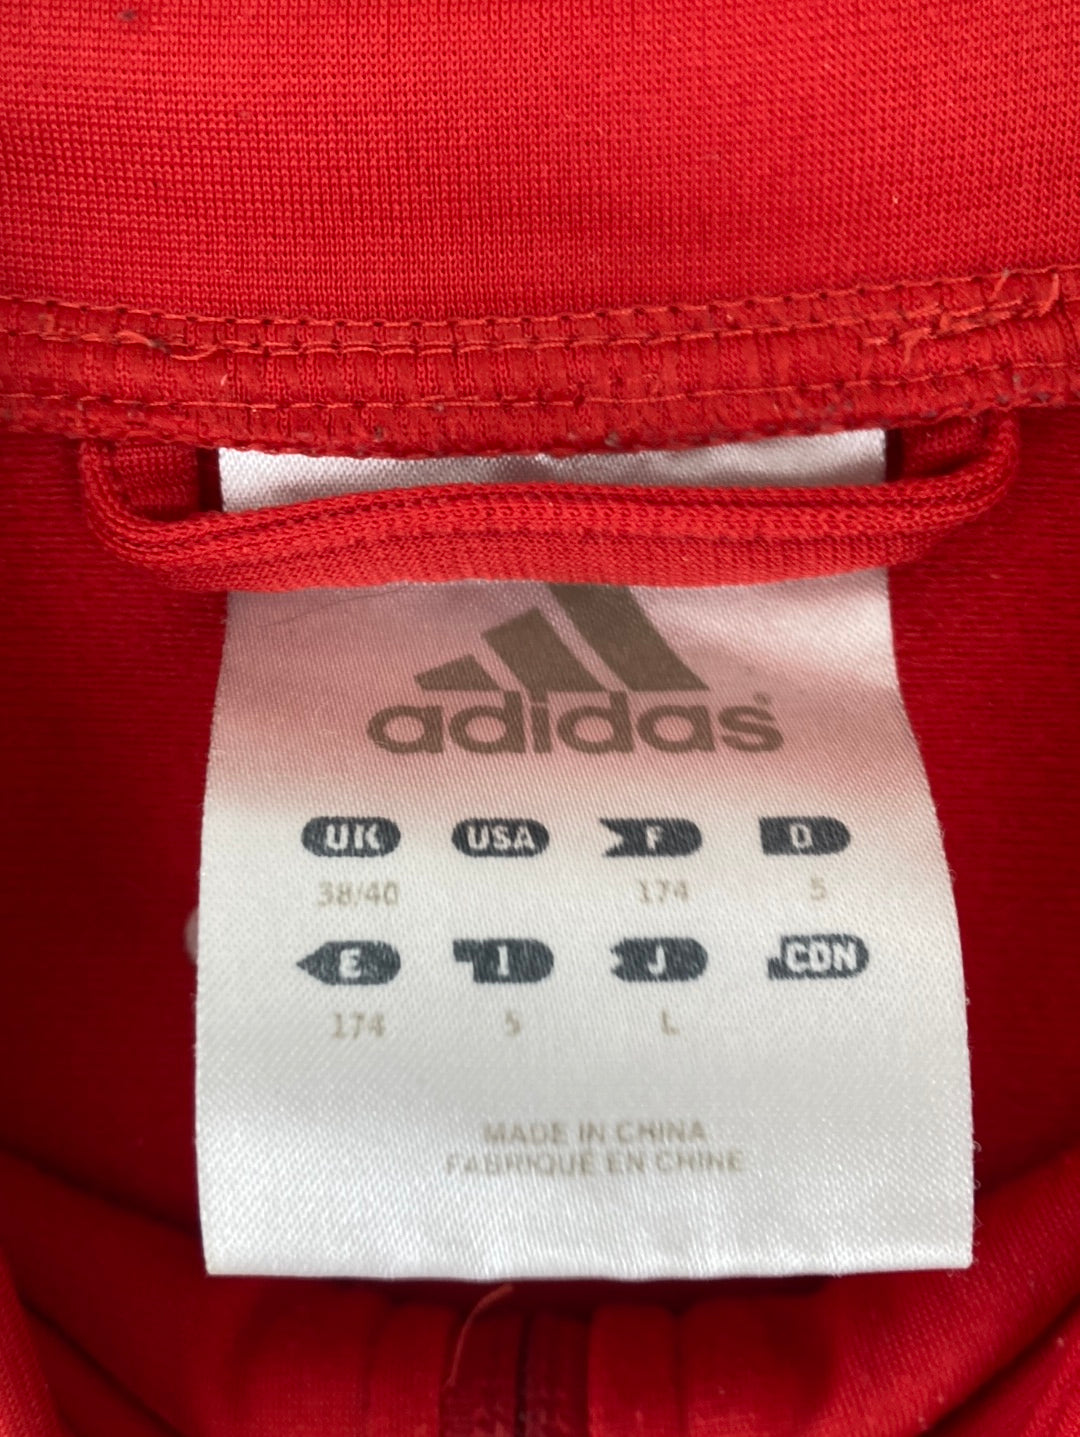 adidas
UK USA F D
38/40 174 5
E I J CDN
174 5 L
MADE IN CHINA
FABRIQUÉ EN CHINE